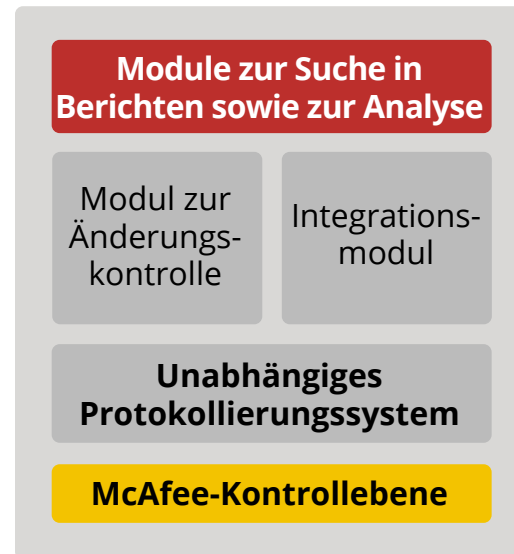 Module zur Suche in
Berichten sowie zur Analyse
Modul zur
Änderungs-
kontrolle
Integrations-
modul
Unabhängiges
Protokollierungssystem
McAfee-Kontrollebene